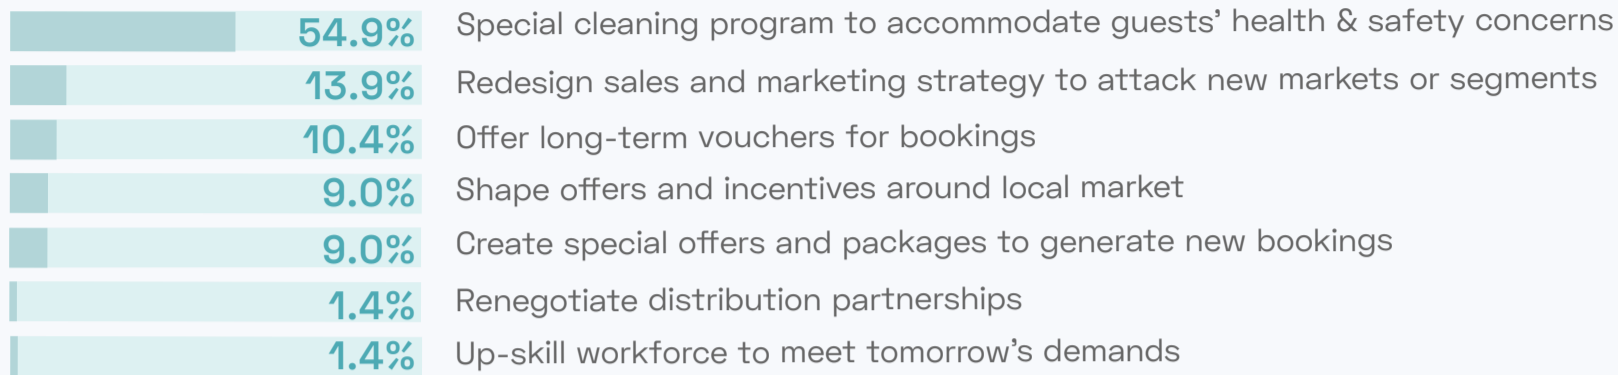 54.9% Special cleaning program to accommodate guests’ health & safety concerns
13.9% Redesign sales and marketing strategy to attack new markets or segments
10.4% Offer long-term vouchers for bookings
9.0% Shape offers and incentives around local market
9.0% Create special offers and packages to generate new bookings
1.4% Renegotiate distribution partnerships
1.4% Up-skill workforce to meet tomorrow’s demands